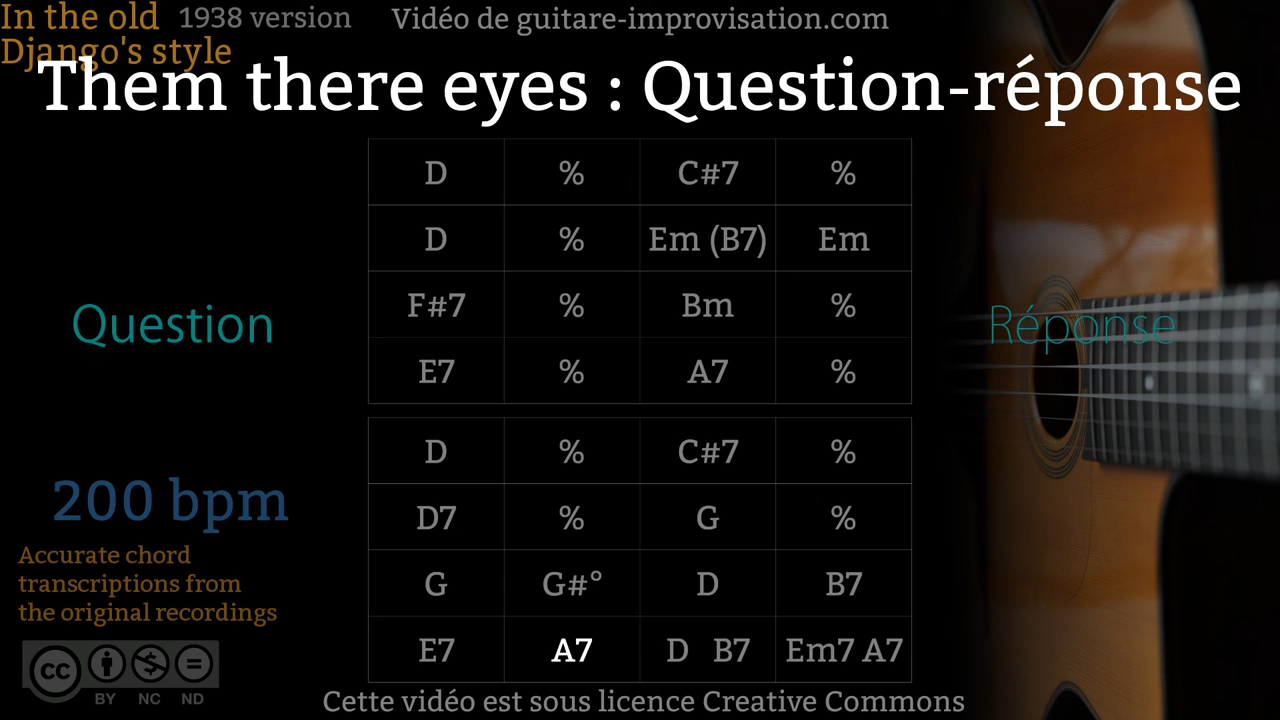 In the old
Django's style
1938 version
Vidéo de guitare-improvisation.com
Them there eyes : Question-réponse
D % C#7 %
D % Em (B7) Em
F#7 % Bm %
E7 % A7 %
Question
Réponse
D % C#7 %
D7 % G %
G G#° D B7
E7 A7 D B7 Em7 A7
200 bpm
Accurate chord
transcriptions from
the original recordings
cc
BY NC ND
Cette vidéo est sous licence Creative Commons